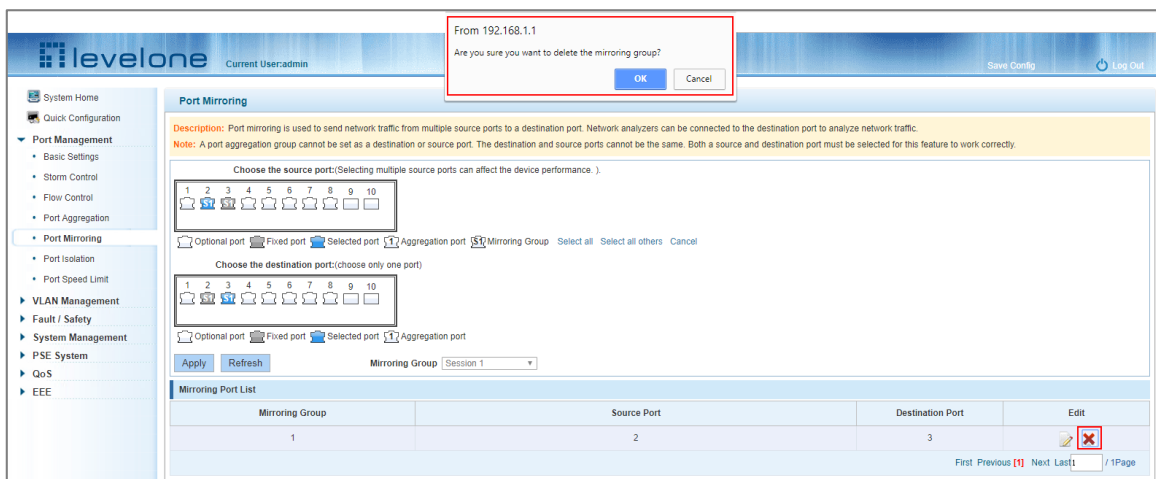 From 192.168.1.1
Are you sure you want to delete the mirroring group?
OK Cancel
levelone Current User:admin Save Config Log Out
System Home
Quick Configuration
Port Management
Basic Settings
Storm Control
Flow Control
Port Aggregation
Port Mirroring
Port Isolation
Port Speed Limit
VLAN Management
Fault / Safety
System Management
PSE System
QoS
EEE
Port Mirroring
Description: Port mirroring is used to send network traffic from multiple source ports to a destination port. Network analyzers can be connected to the destination port to analyze network traffic.
Note: A port aggregation group cannot be set as a destination or source port. The destination and source ports cannot be the same. Both a source and destination port must be selected for this feature to work correctly.
Choose the source port:(Selecting multiple source ports can affect the device performance. ).
1 2 3 4 5 6 7 8 9 10
S1 S1
Optional port Fixed port Selected port 1 Aggregation port S1 Mirroring Group Select all Select all others Cancel
Choose the destination port:(choose only one port)
1 2 3 4 5 6 7 8 9 10
S1 S1
Optional port Fixed port Selected port 1 Aggregation port
Apply Refresh Mirroring Group Session 1
Mirroring Port List
Mirroring Group Source Port Destination Port Edit
1 2 3
First Previous [1] Next Last 1 / 1Page